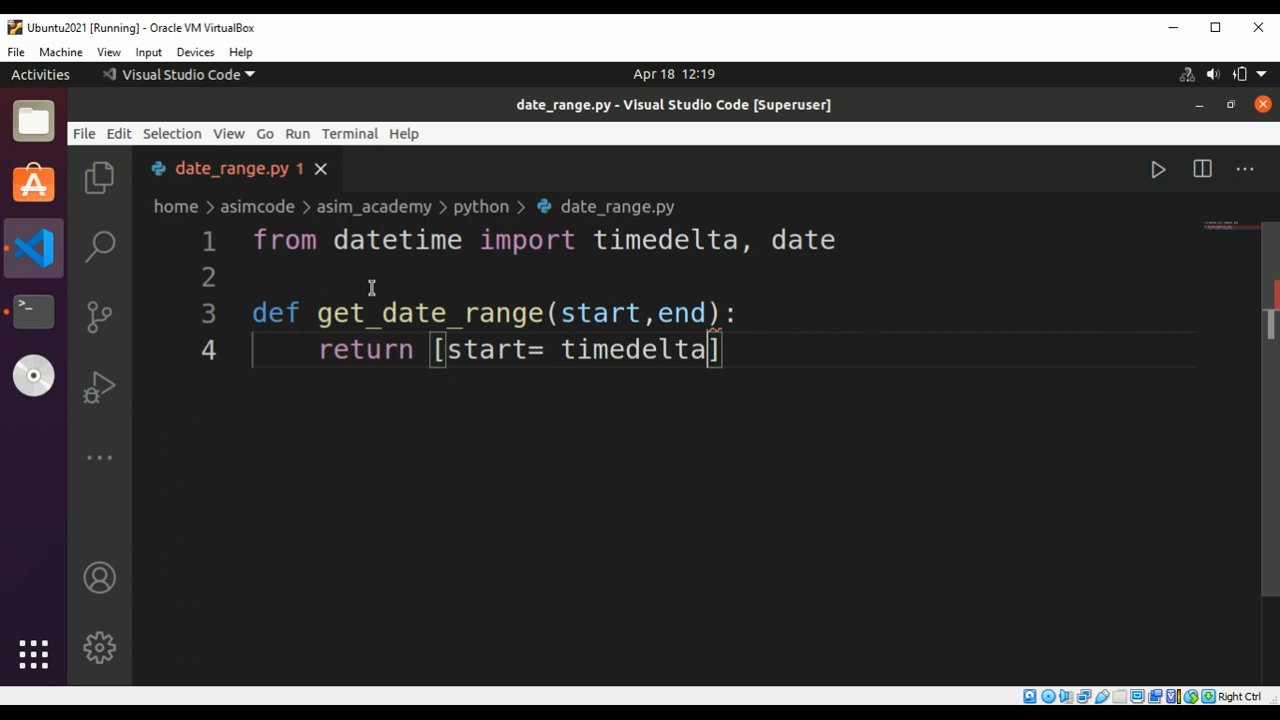 Ubuntu2021 [Running] - Oracle VM VirtualBox
File Machine View Input Devices Help
Activities Visual Studio Code Apr 18 12:19
date_range.py - Visual Studio Code [Superuser]
File Edit Selection View Go Run Terminal Help
date_range.py 1
home > asimcode > asim_academy > python > date_range.py
1 from datetime import timedelta, date
2
3 def get_date_range(start,end):
4 return [start= timedelta]
Right Ctrl